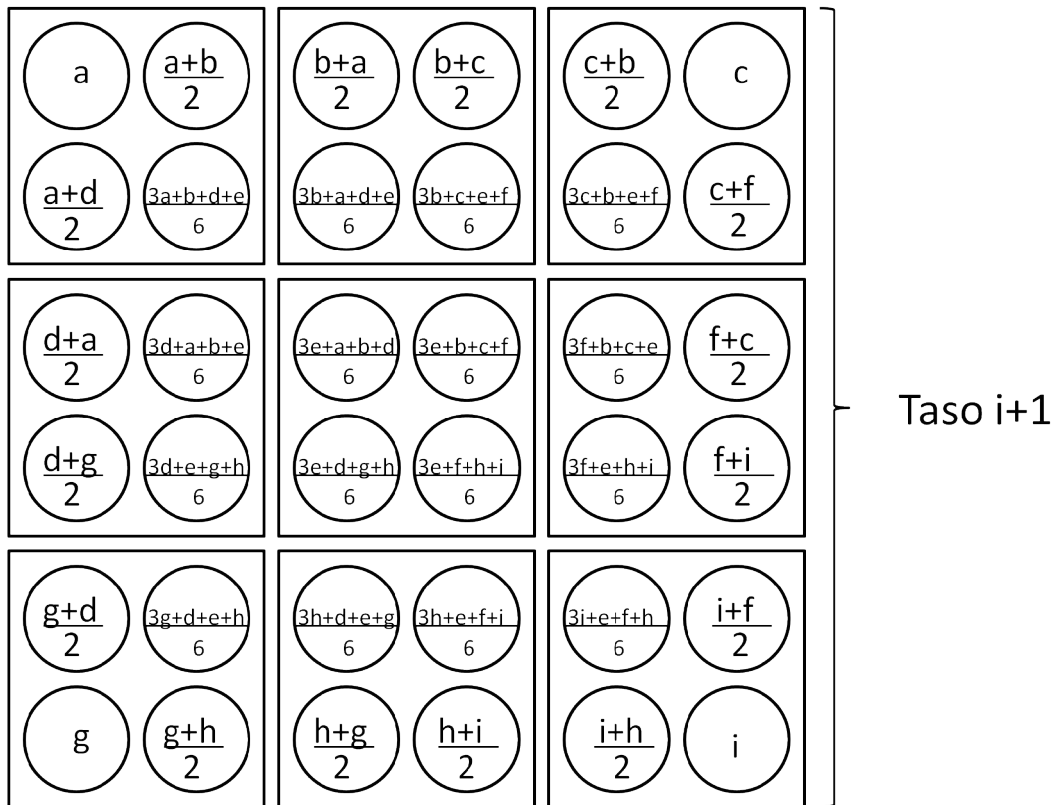 a a+b b+a b+c c+b c
2 2 2 2
a+d 3a+b+d+e 3b+a+d+e 3b+c+e+f 3c+b+e+f c+f
2 6 6 6 6 2
d+a 3d+a+b+e 3e+a+b+d 3e+b+c+f 3f+b+c+e f+c
2 6 6 6 6 2
Taso i+1
d+g 3d+e+g+h 3e+d+g+h 3e+f+h+i 3f+e+h+i f+i
2 6 6 6 6 2
g+d 3g+d+e+h 3h+d+e+g 3h+e+f+i 3i+e+f+h i+f
2 6 6 6 6 2
g g+h h+g h+i i+h i
2 2 2 2